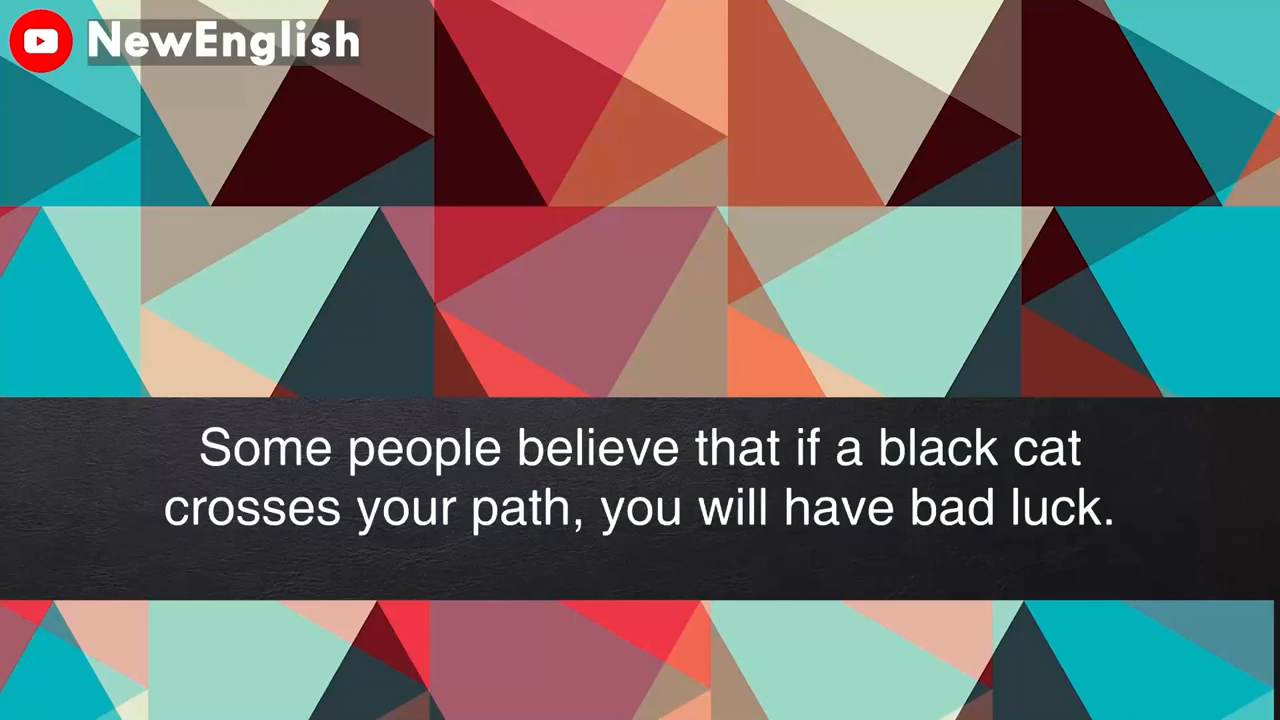 NewEnglish
Some people believe that if a black cat
crosses your path, you will have bad luck.